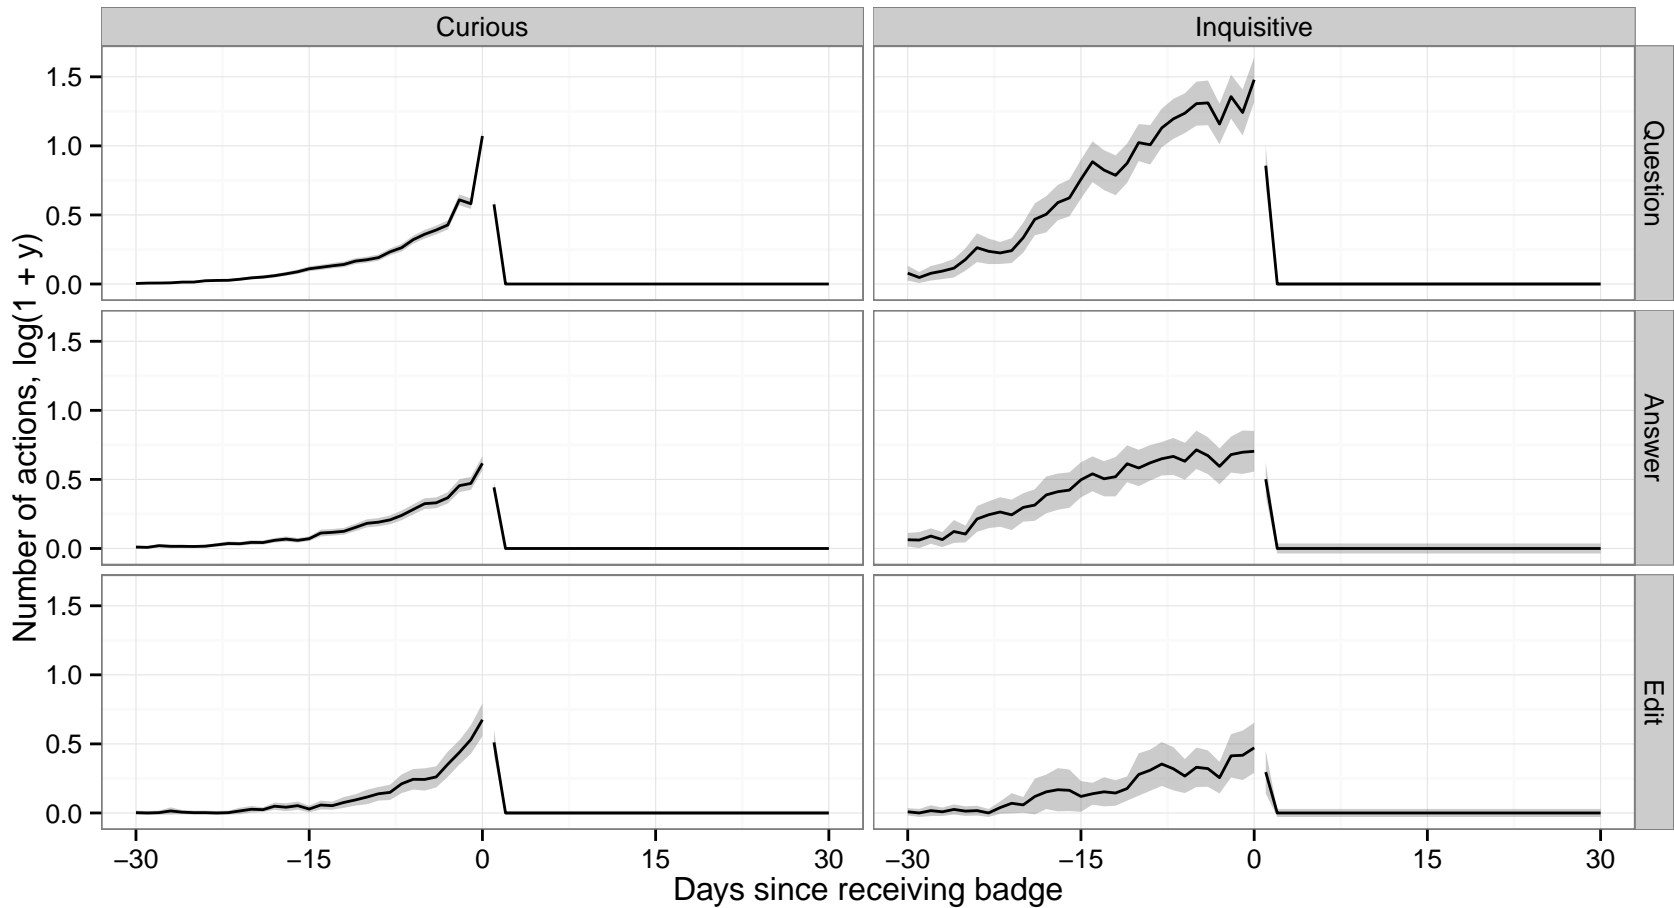 Curious
Inquisitive
Number of actions, log(1 + y)
1.5
1.0
0.5
0.0
Question
1.5
1.0
0.5
0.0
Answer
1.5
1.0
0.5
0.0
Edit
−30 −15 0 15 30
−30 −15 0 15 30
Days since receiving badge